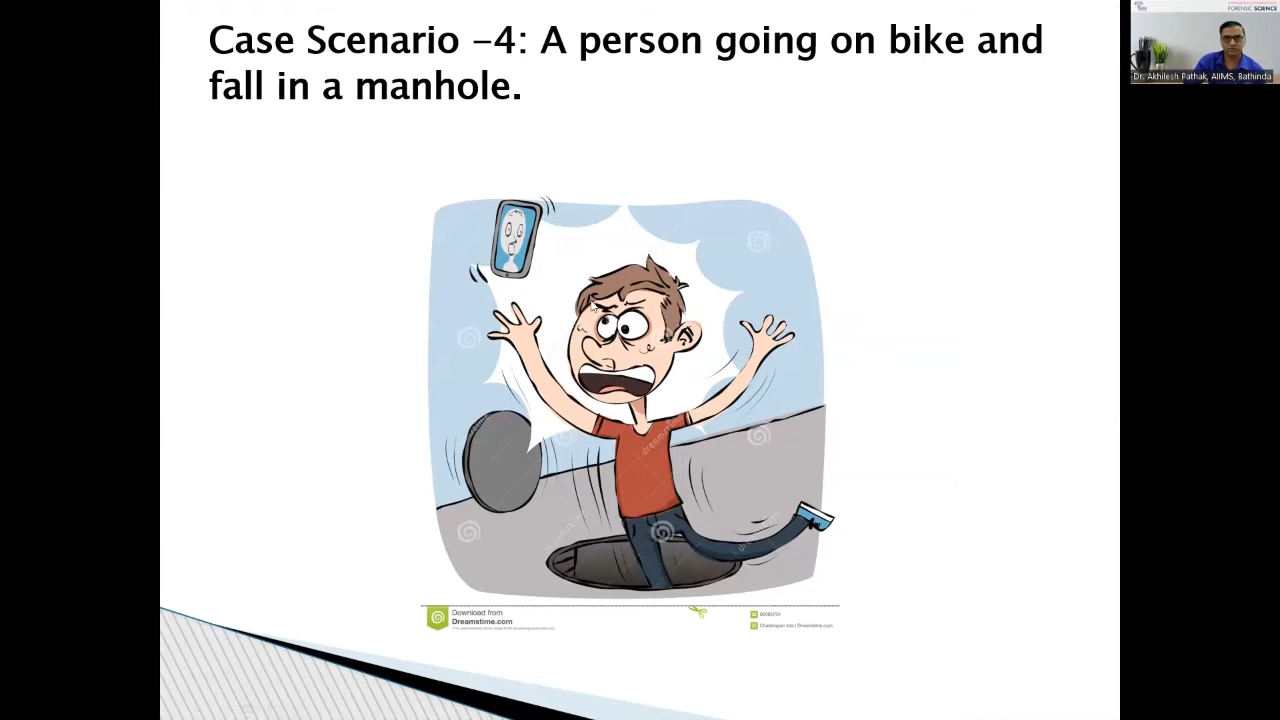 Case Scenario -4: A person going on bike and
fall in a manhole.
FORENSIC SCIENCE
Dr. Akhilesh Pathak, AIIMS, Bathinda
dreamstime
Download from
Dreamstime.com